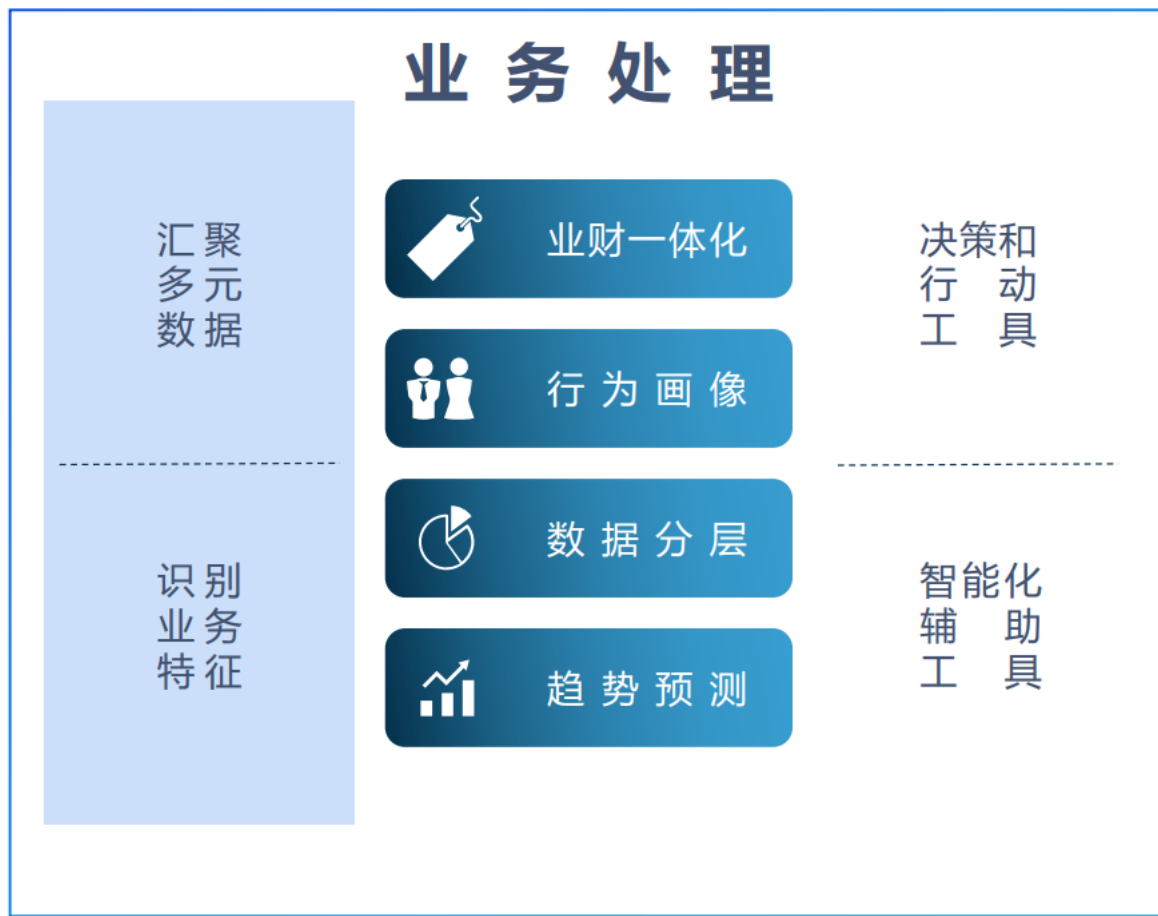 业务处理
汇聚
多元
数据
识别
业务
特征
业财一体化
行为画像
数据分层
趋势预测
决策和
行动
工具
智能化
辅助
工具